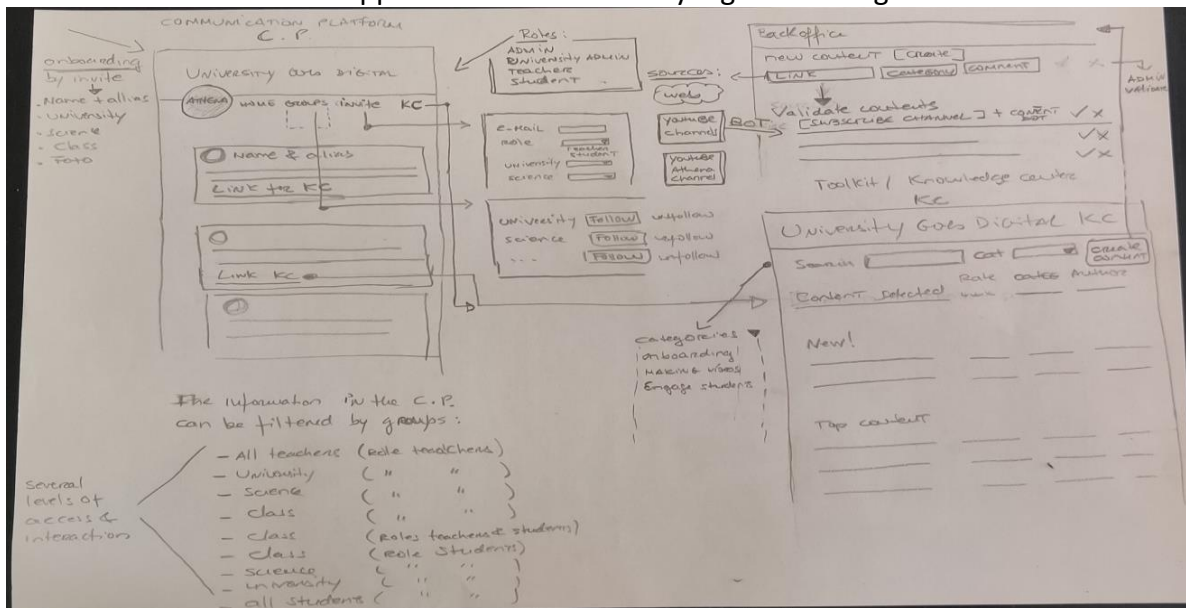 COMMUNICATION PLATFORM
C.P.
onboarding
by invite
- Name + allias
- University
- Science
- Class
- Foto
UNIVERSITY GOES DIGITAL
ATHENA HOME GROUPS invite KC
Name & alias
Link to KC
Link KC
Roles:
ADMIN
UNIVERSITY ADMIN
TEACHERS
STUDENT
E-MAIL
ROLE
Teacher
student
university
science
university Follow unfollow
science Follow unfollow
... Follow unfollow
sources:
web
Youtube
channel
Youtube
Athena
channel
BOT
Backoffice
new content [create]
LINK category comment
Validate contents
[SUBSCRIBE CHANNEL] + CONTENT BOT
ADMIN
validate
Toolkit / Knowledge centre
KC
University Goes Digital KC
Search Cat create
content
Rate Author
Content selected
New!
Top content
categories
onboarding
MAKING videos
Engage students
The information in the C.P.
can be filtered by groups:
Several
levels of
access &
interaction
- All teachers (Role teachers)
- University ( " " )
- Science ( " " )
- Class ( " " )
- Class (Roles teachers & students)
- Class (Role Students)
- Science ( " " )
- University ( " " )
- all students ( " " )